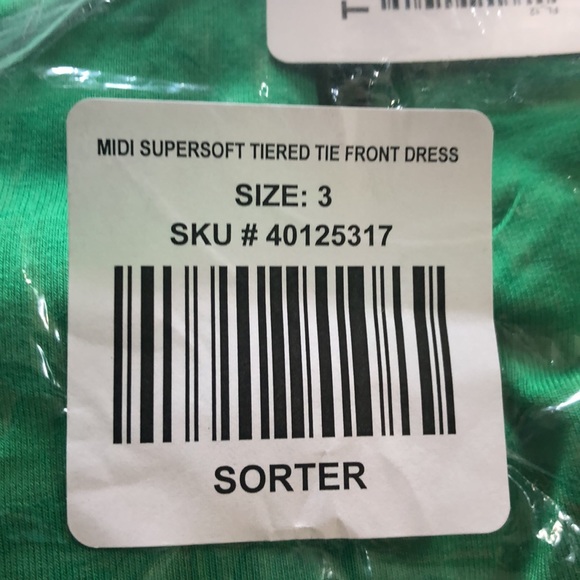 MIDI SUPERSOFT TIERED TIE FRONT DRESS
SIZE: 3
SKU # 40125317
SORTER